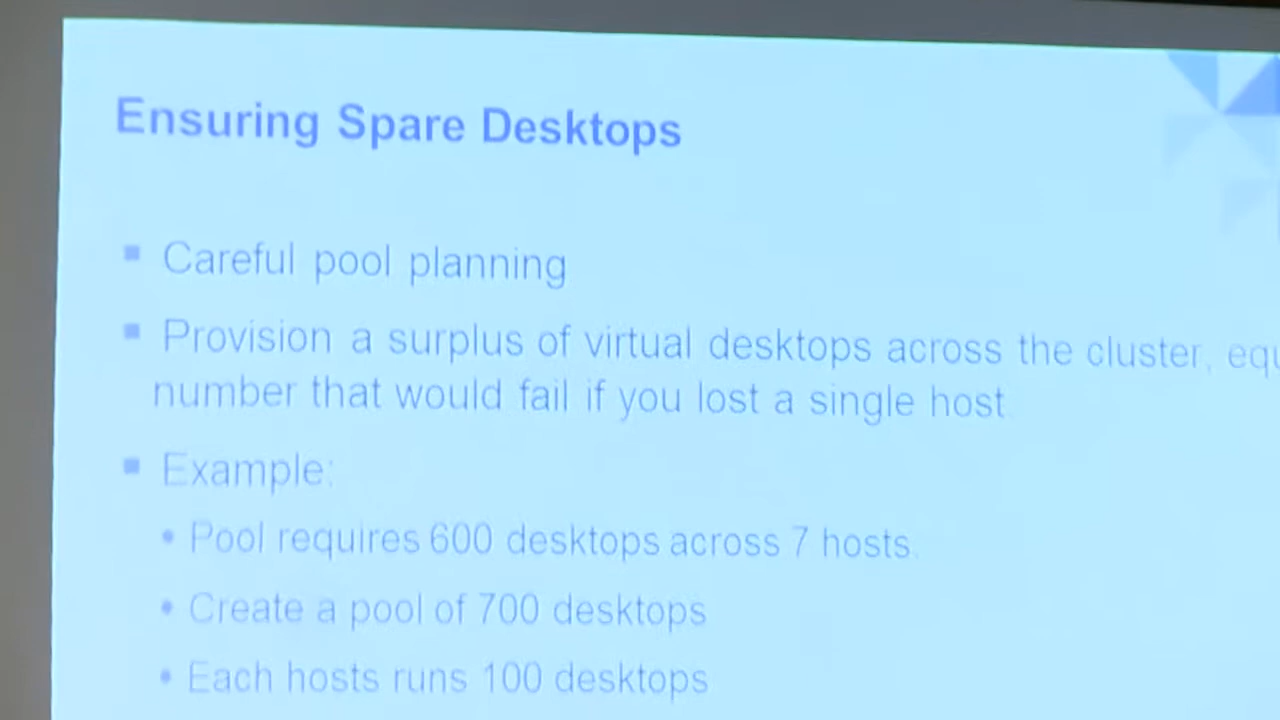 Ensuring Spare Desktops
Careful pool planning
Provision a surplus of virtual desktops across the cluster,
number that would fail if you lost a single host
Example:
Pool requires 600 desktops across 7 hosts.
Create a pool of 700 desktops
Each hosts runs 100 desktops